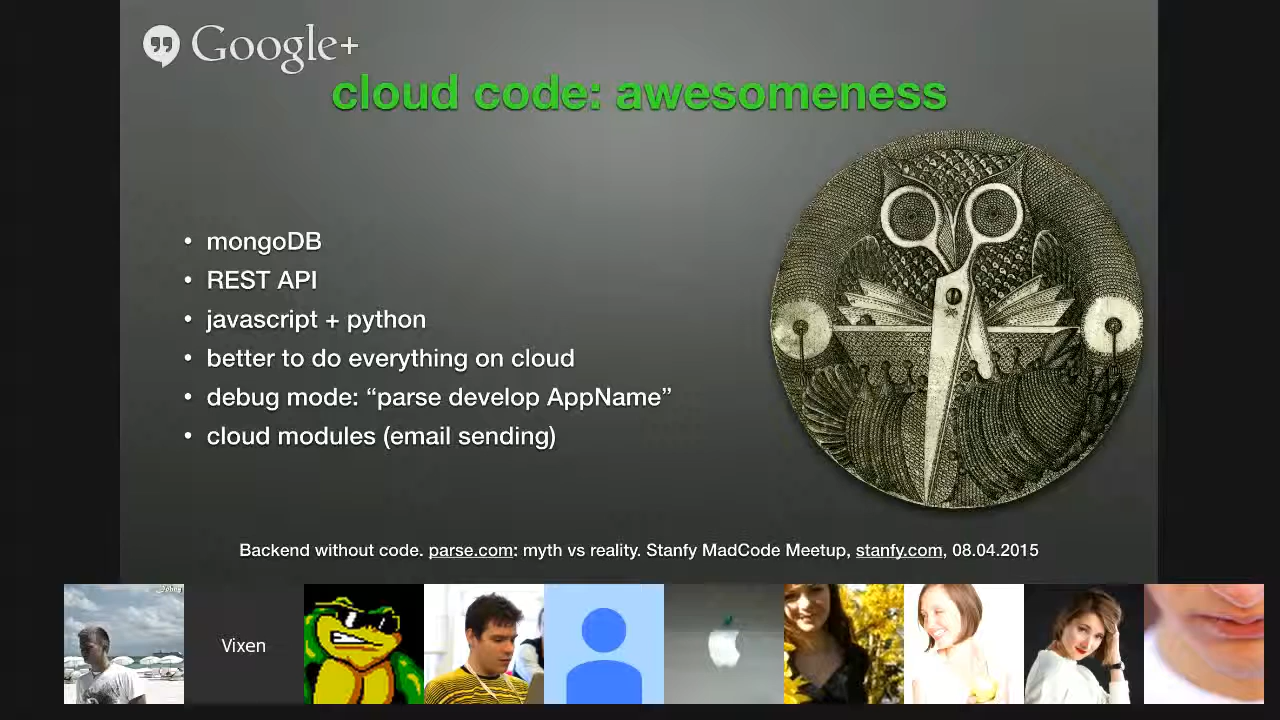 Google+
cloud code: awesomeness
• mongoDB
• REST API
• javascript + python
• better to do everything on cloud
• debug mode: “parse develop AppName”
• cloud modules (email sending)
Backend without code. parse.com: myth vs reality. Stanfy MadCode Meetup, stanfy.com, 08.04.2015
Vixen